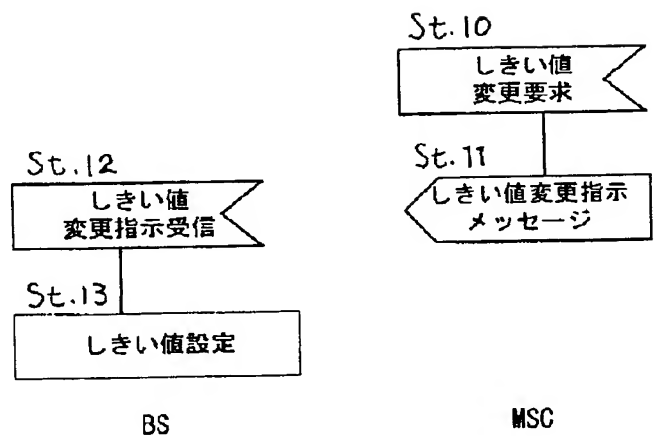 St.10
しきい値
変更要求
St.11
しきい値変更指示
メッセージ
St.12
しきい値
変更指示受信
St.13
しきい値設定
BS
MSC